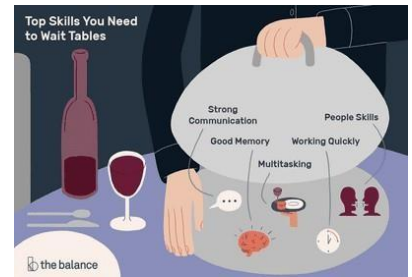 Top Skills You Need
to Wait Tables
Strong
Communication
People Skills
Good Memory
Working Quickly
Multitasking
the balance